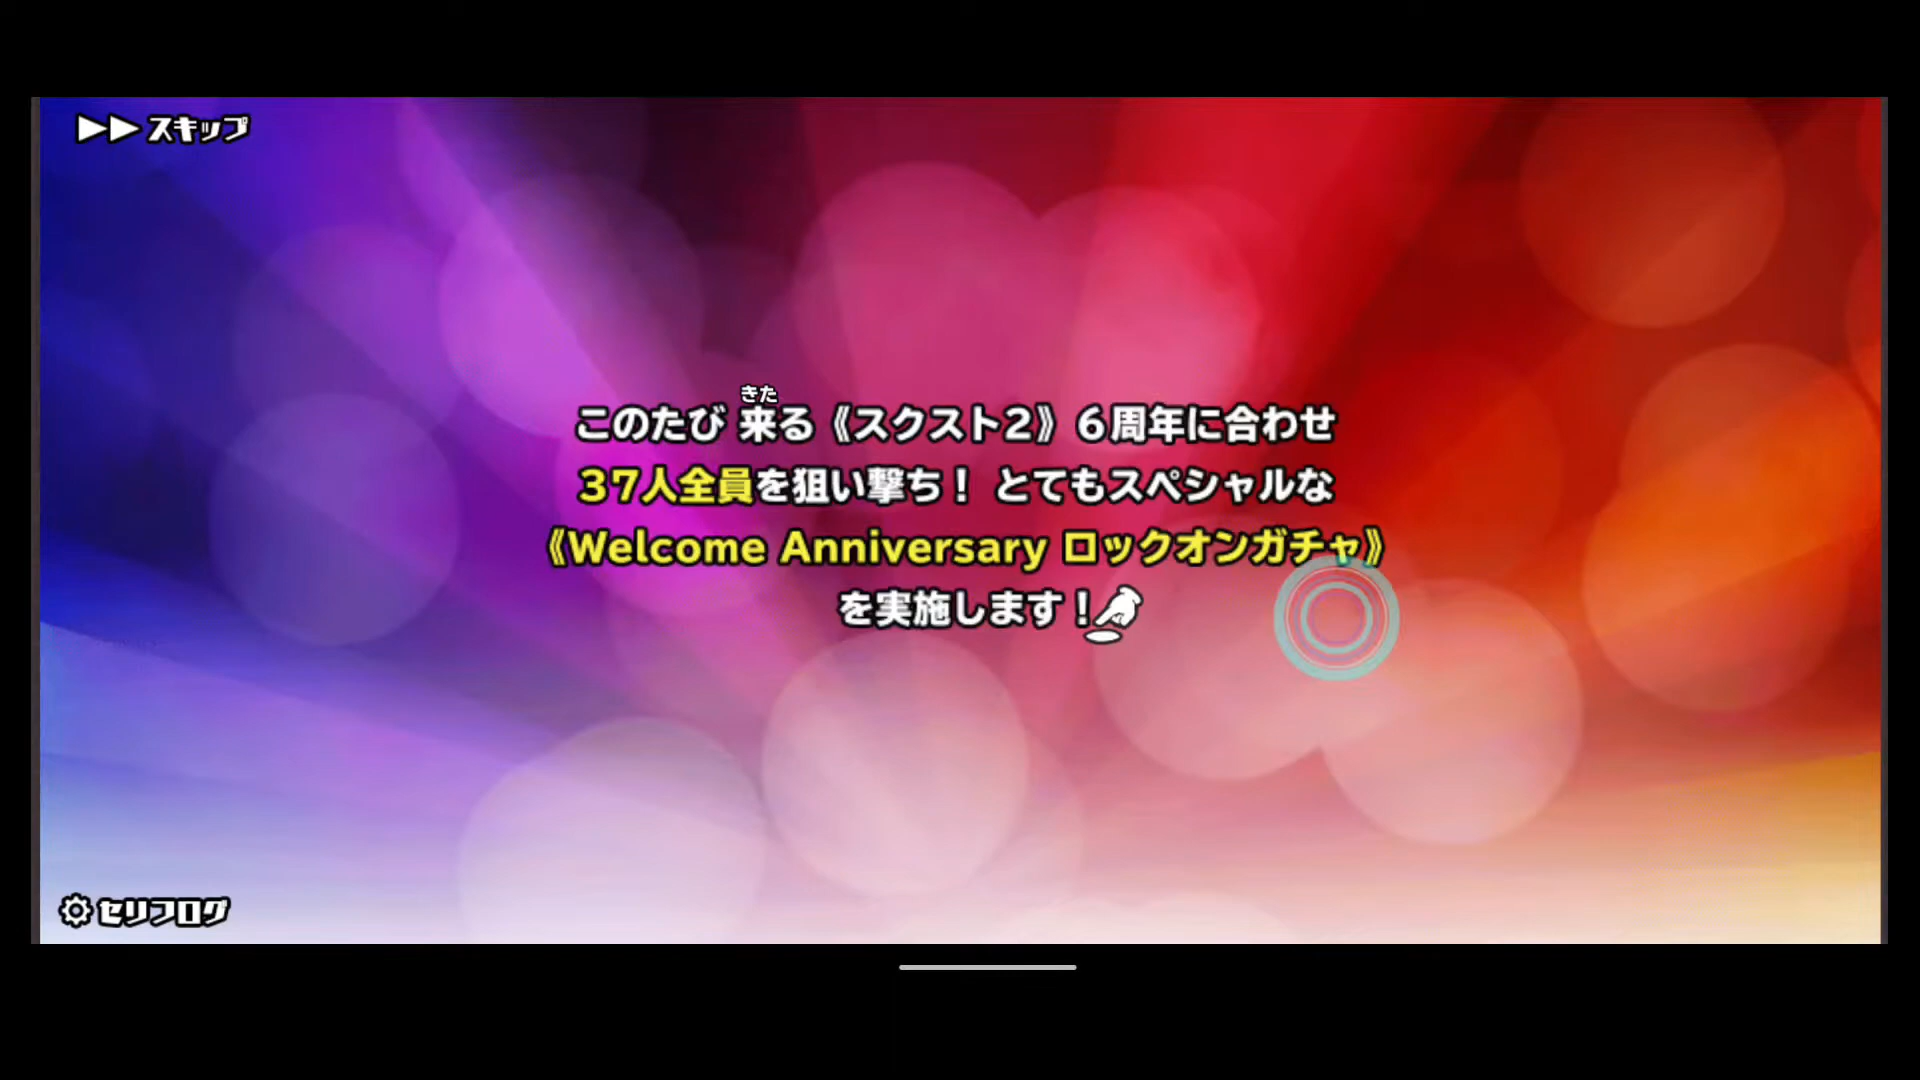 スキップ
きた
このたび 来る《スクスト2》6周年に合わせ
37人全員を狙い撃ち！ とてもスペシャルな
《Welcome Anniversary ロックオンガチャ》
を実施します！
セリフログ